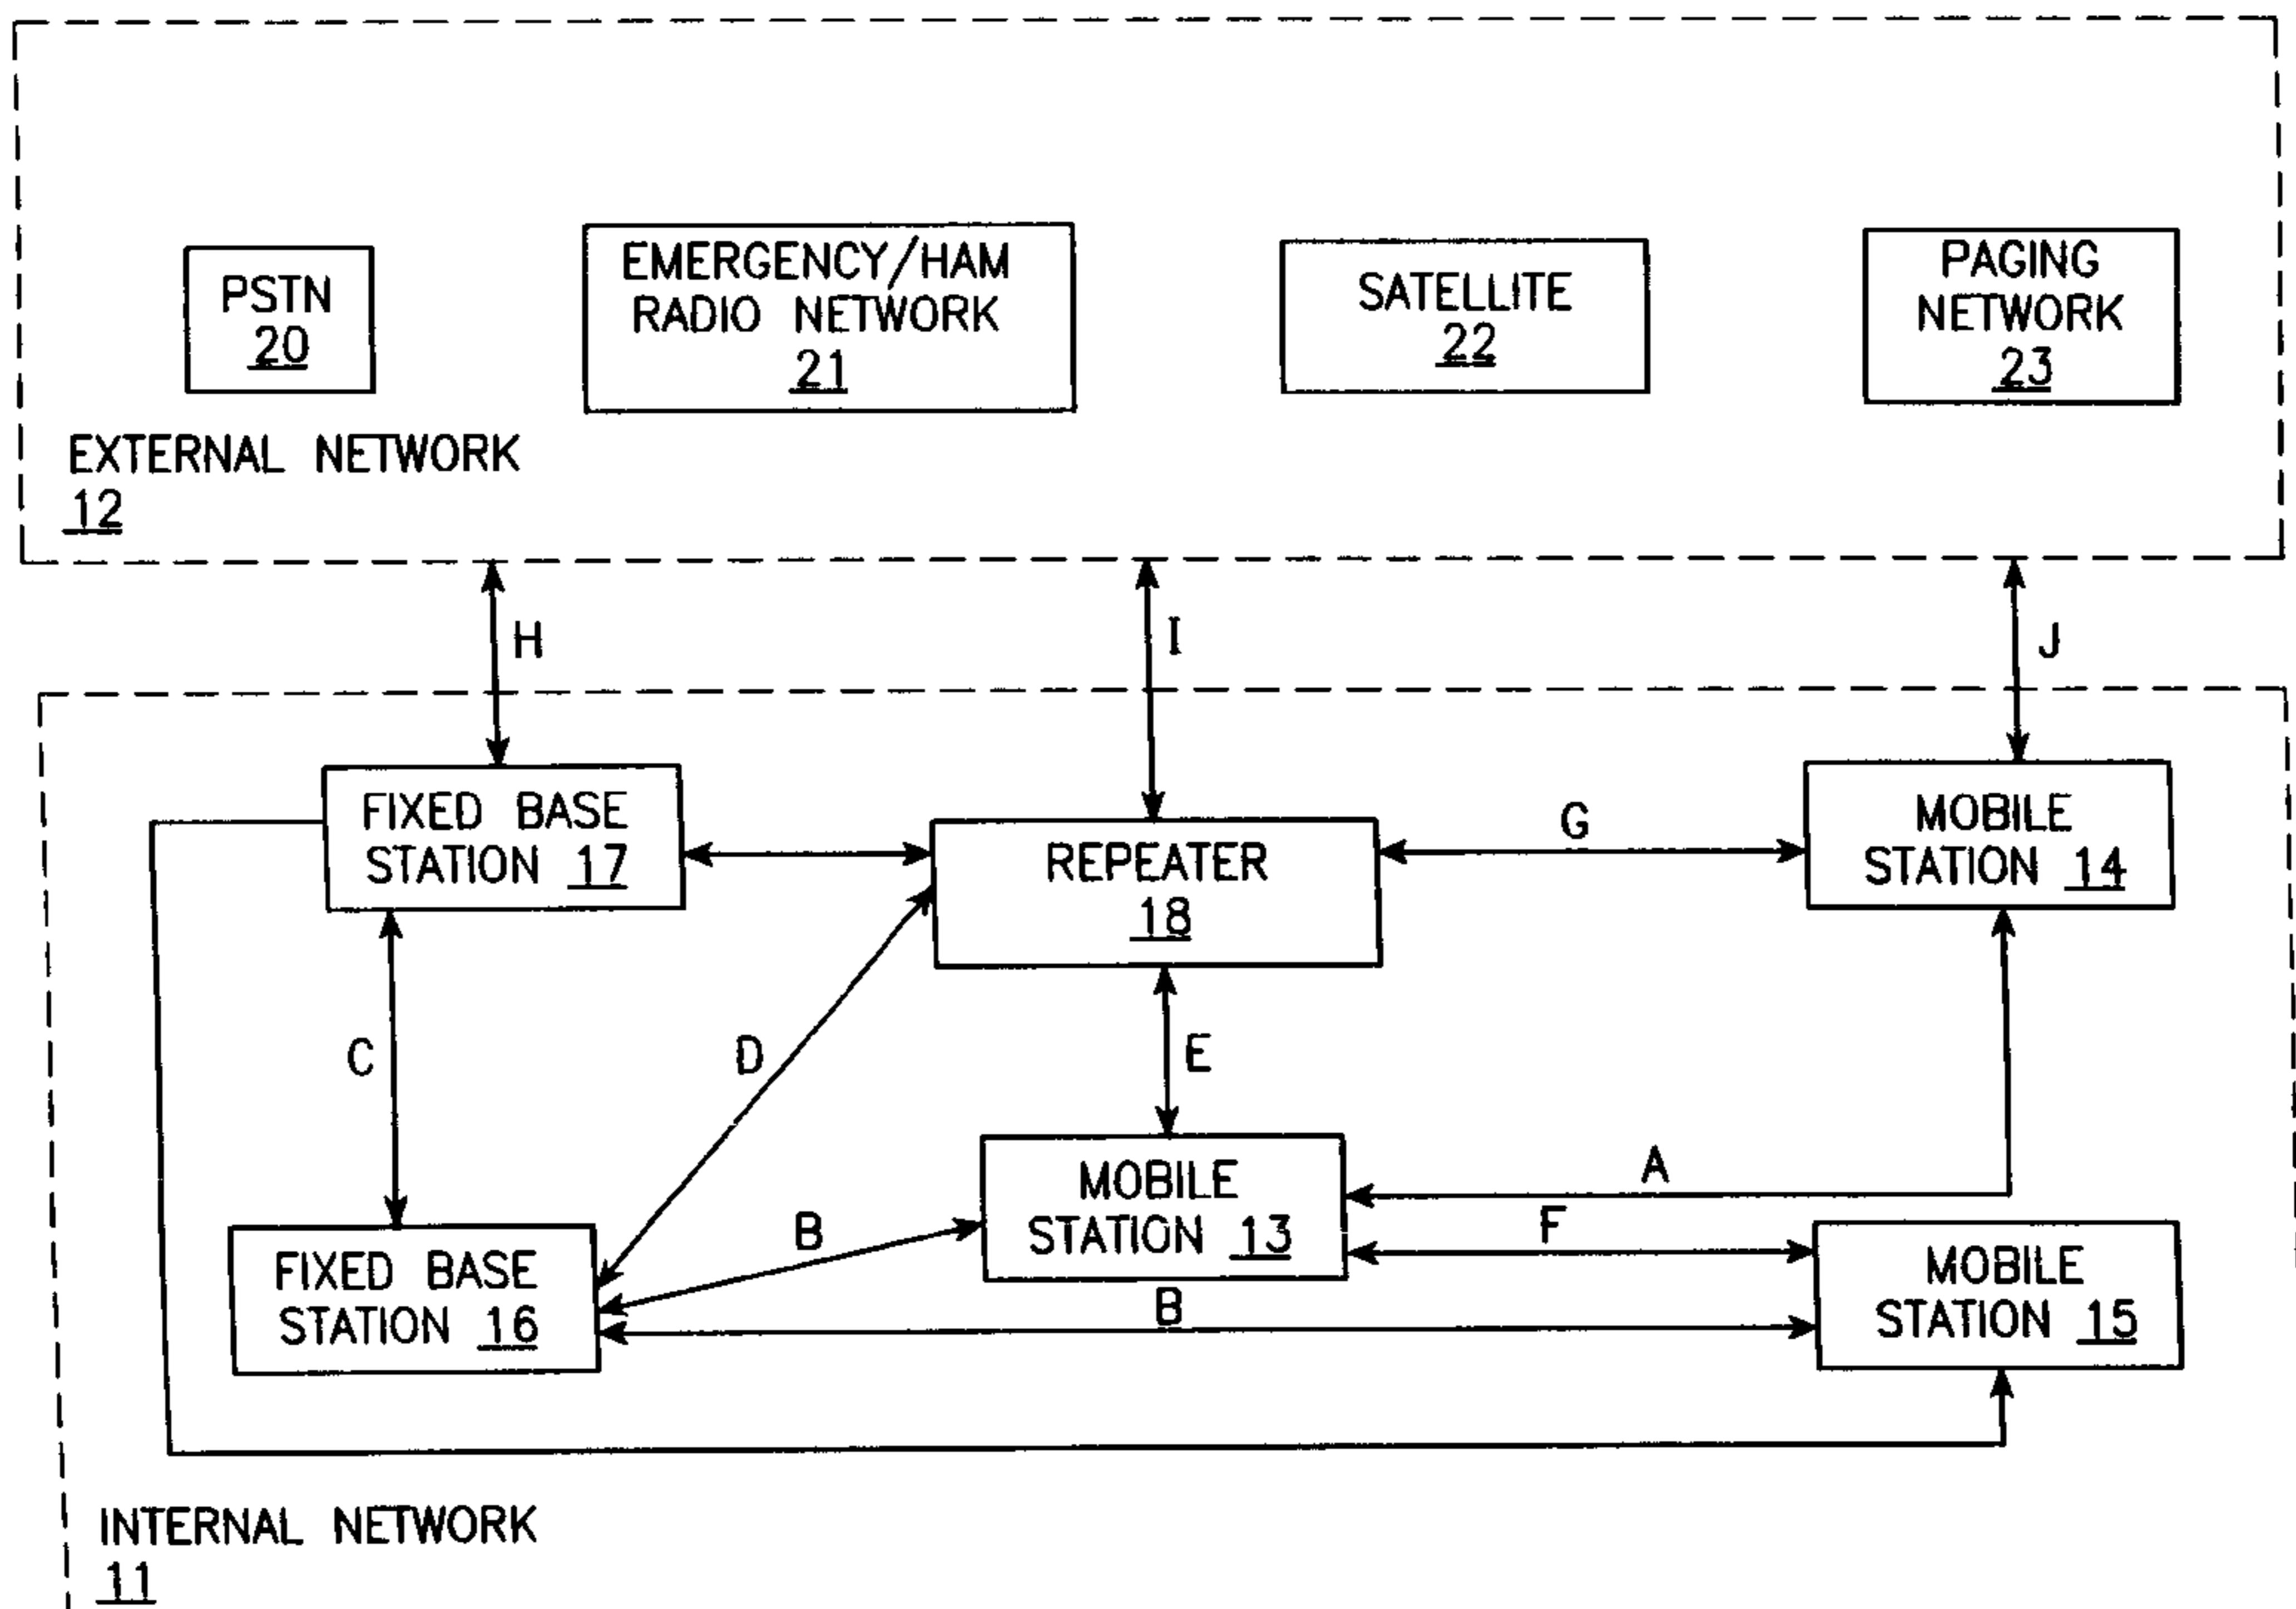 PSTN
20
EMERGENCY/HAM
RADIO NETWORK
21
SATELLITE
22
PAGING
NETWORK
23
EXTERNAL NETWORK
12
H
I
J
FIXED BASE
STATION 17
REPEATER
18
G
MOBILE
STATION 14
C
D
E
MOBILE
STATION 13
A
F
B
FIXED BASE
STATION 16
B
MOBILE
STATION 15
INTERNAL NETWORK
11